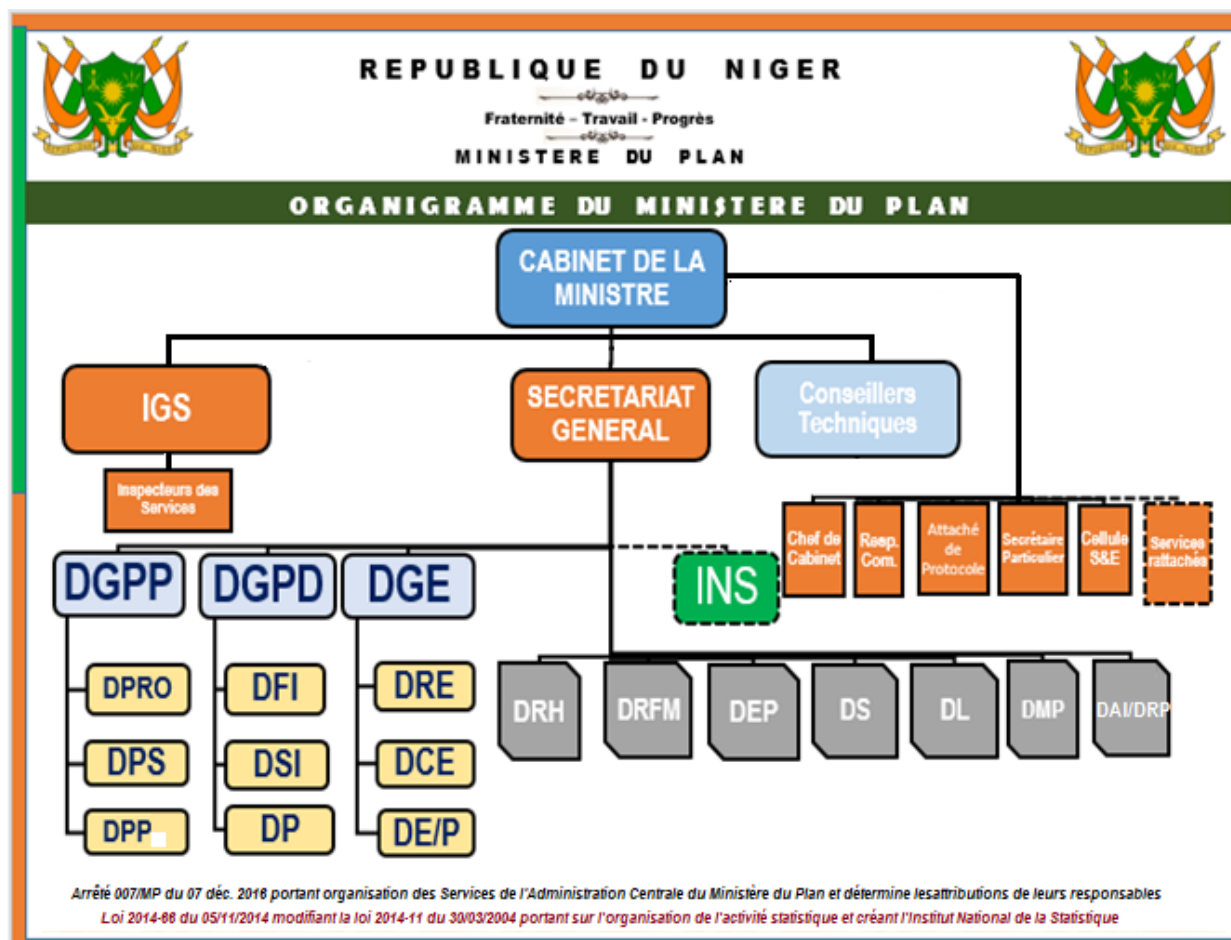 REPUBLIQUE DU NIGER
Fraternité – Travail - Progrès
MINISTERE DU PLAN
ORGANIGRAMME DU MINISTERE DU PLAN
CABINET DE LA
MINISTRE
IGS
SECRETARIAT
GENERAL
Conseillers
Techniques
Inspecteurs des
Services
Chef de
Cabinet
Resp.
Com.
Attaché
de
Protocole
Secrétaire
Particulier
Cellule
S&E
Services
rattachés
DGPP
DGPD
DGE
INS
DPRO
DFI
DRE
DPS
DSI
DCE
DPP
DP
DE/P
DRH
DRFM
DEP
DS
DL
DMP
DAI/DRP
Arrêté 007/MP du 07 déc. 2016 portant organisation des Services de l'Administration Centrale du Ministère du Plan et détermine lesattributions de leurs responsables
Loi 2014-66 du 05/11/2014 modifiant la loi 2014-11 du 30/03/2004 portant sur l'organisation de l'activité statistique et créant l'Institut National de la Statistique